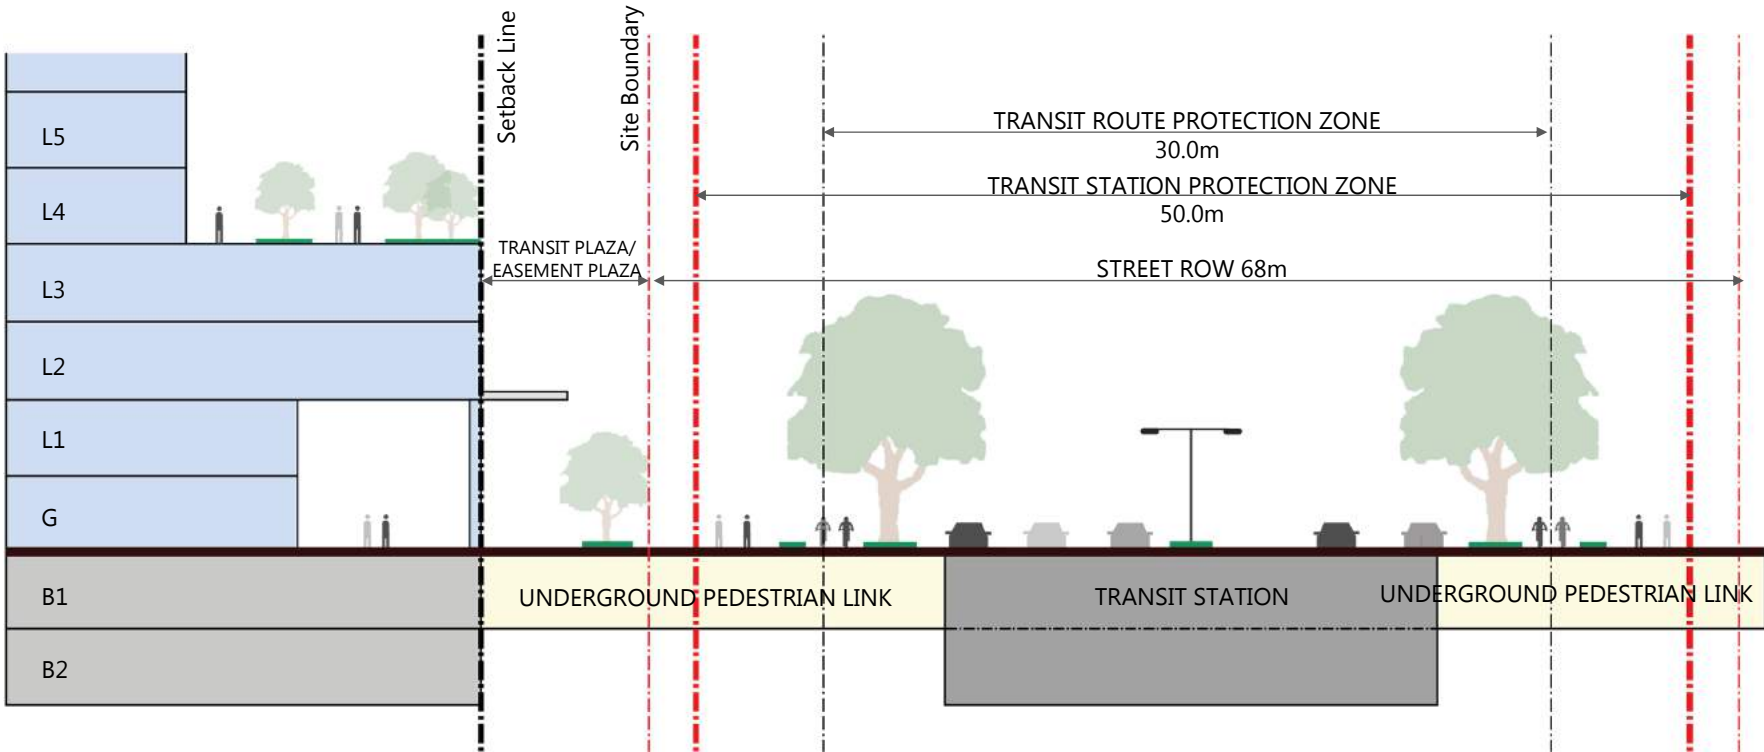 Setback Line
Site Boundary
TRANSIT ROUTE PROTECTION ZONE
30.0m
TRANSIT STATION PROTECTION ZONE
50.0m
TRANSIT PLAZA/
EASEMENT PLAZA
STREET ROW 68m
L5
L4
L3
L2
L1
G
B1
UNDERGROUND PEDESTRIAN LINK
TRANSIT STATION
UNDERGROUND PEDESTRIAN LINK
B2